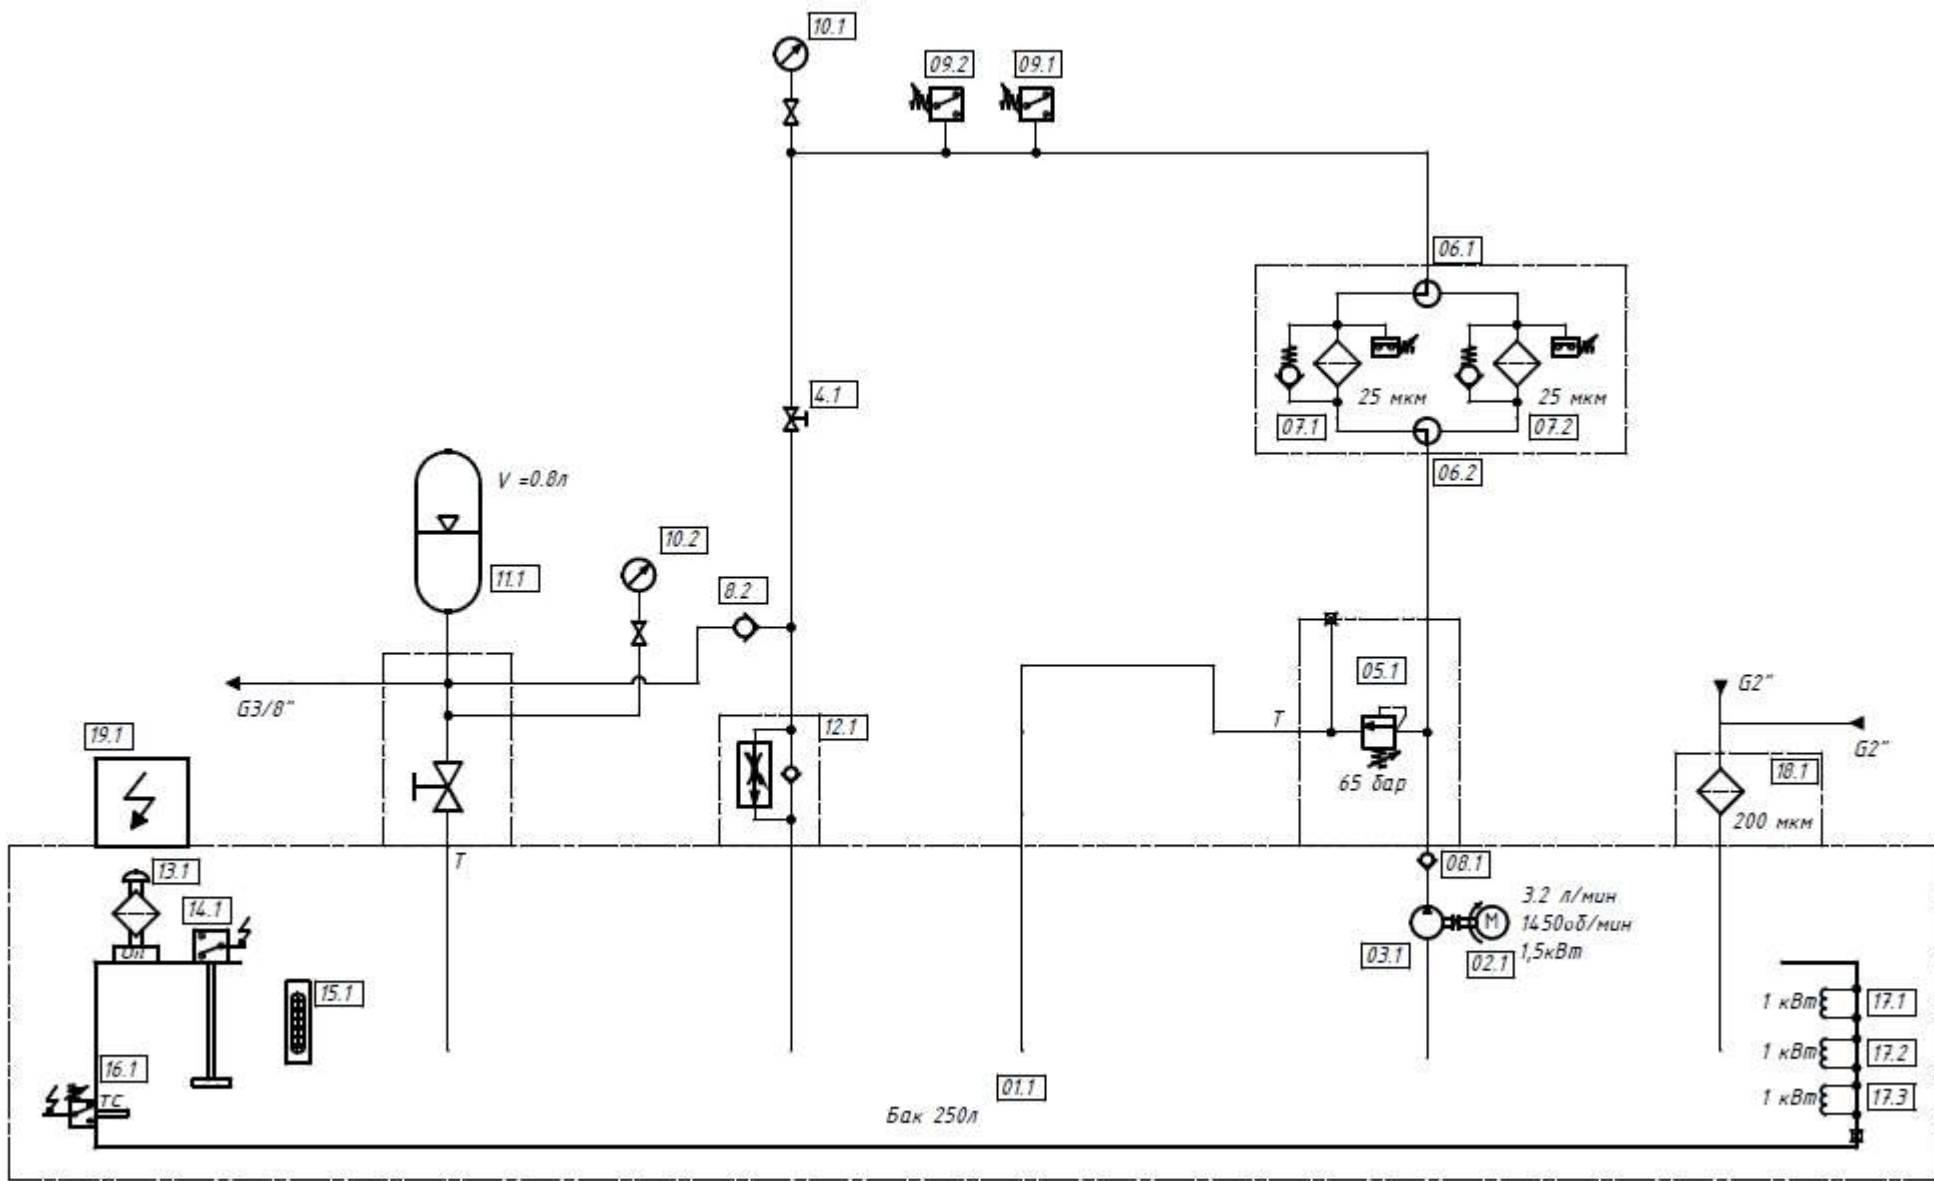 10.1
09.2
09.1
06.1
4.1
25 мкм
25 мкм
07.1
07.2
06.2
V =0.8л
10.2
11.1
8.2
05.1
G2"
G3/8"
T
12.1
G2"
19.1
18.1
65 бар
200 мкм
T
13.1
08.1
14.1
3.2 л/мин
1450об/мин
1,5кВт
М
Oil
03.1
02.1
15.1
1 кВт
17.1
1 кВт
17.2
16.1
TC
01.1
1 кВт
17.3
Бак 250л